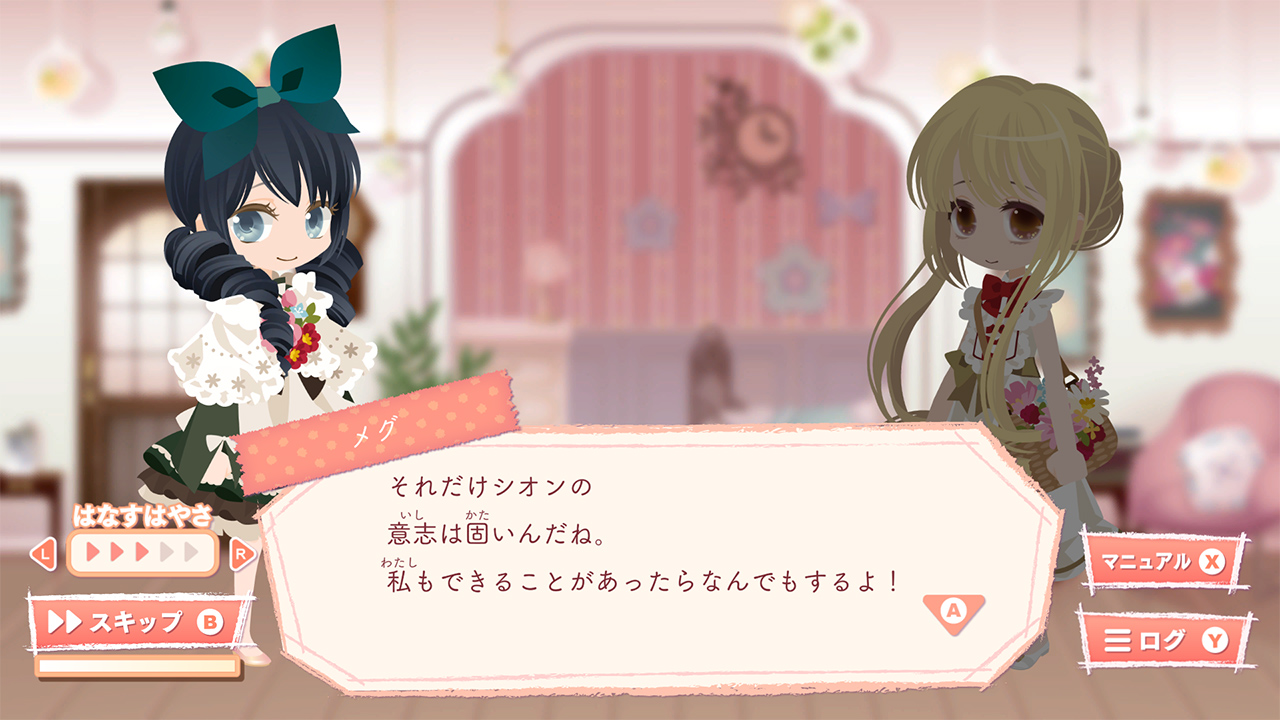 メグ
それだけシオンの
いし かた
意志は固いんだね。
わたし
私もできることがあったらなんでもするよ！
A
はなすはやさ
L R
スキップ B
マニュアル X
ログ Y